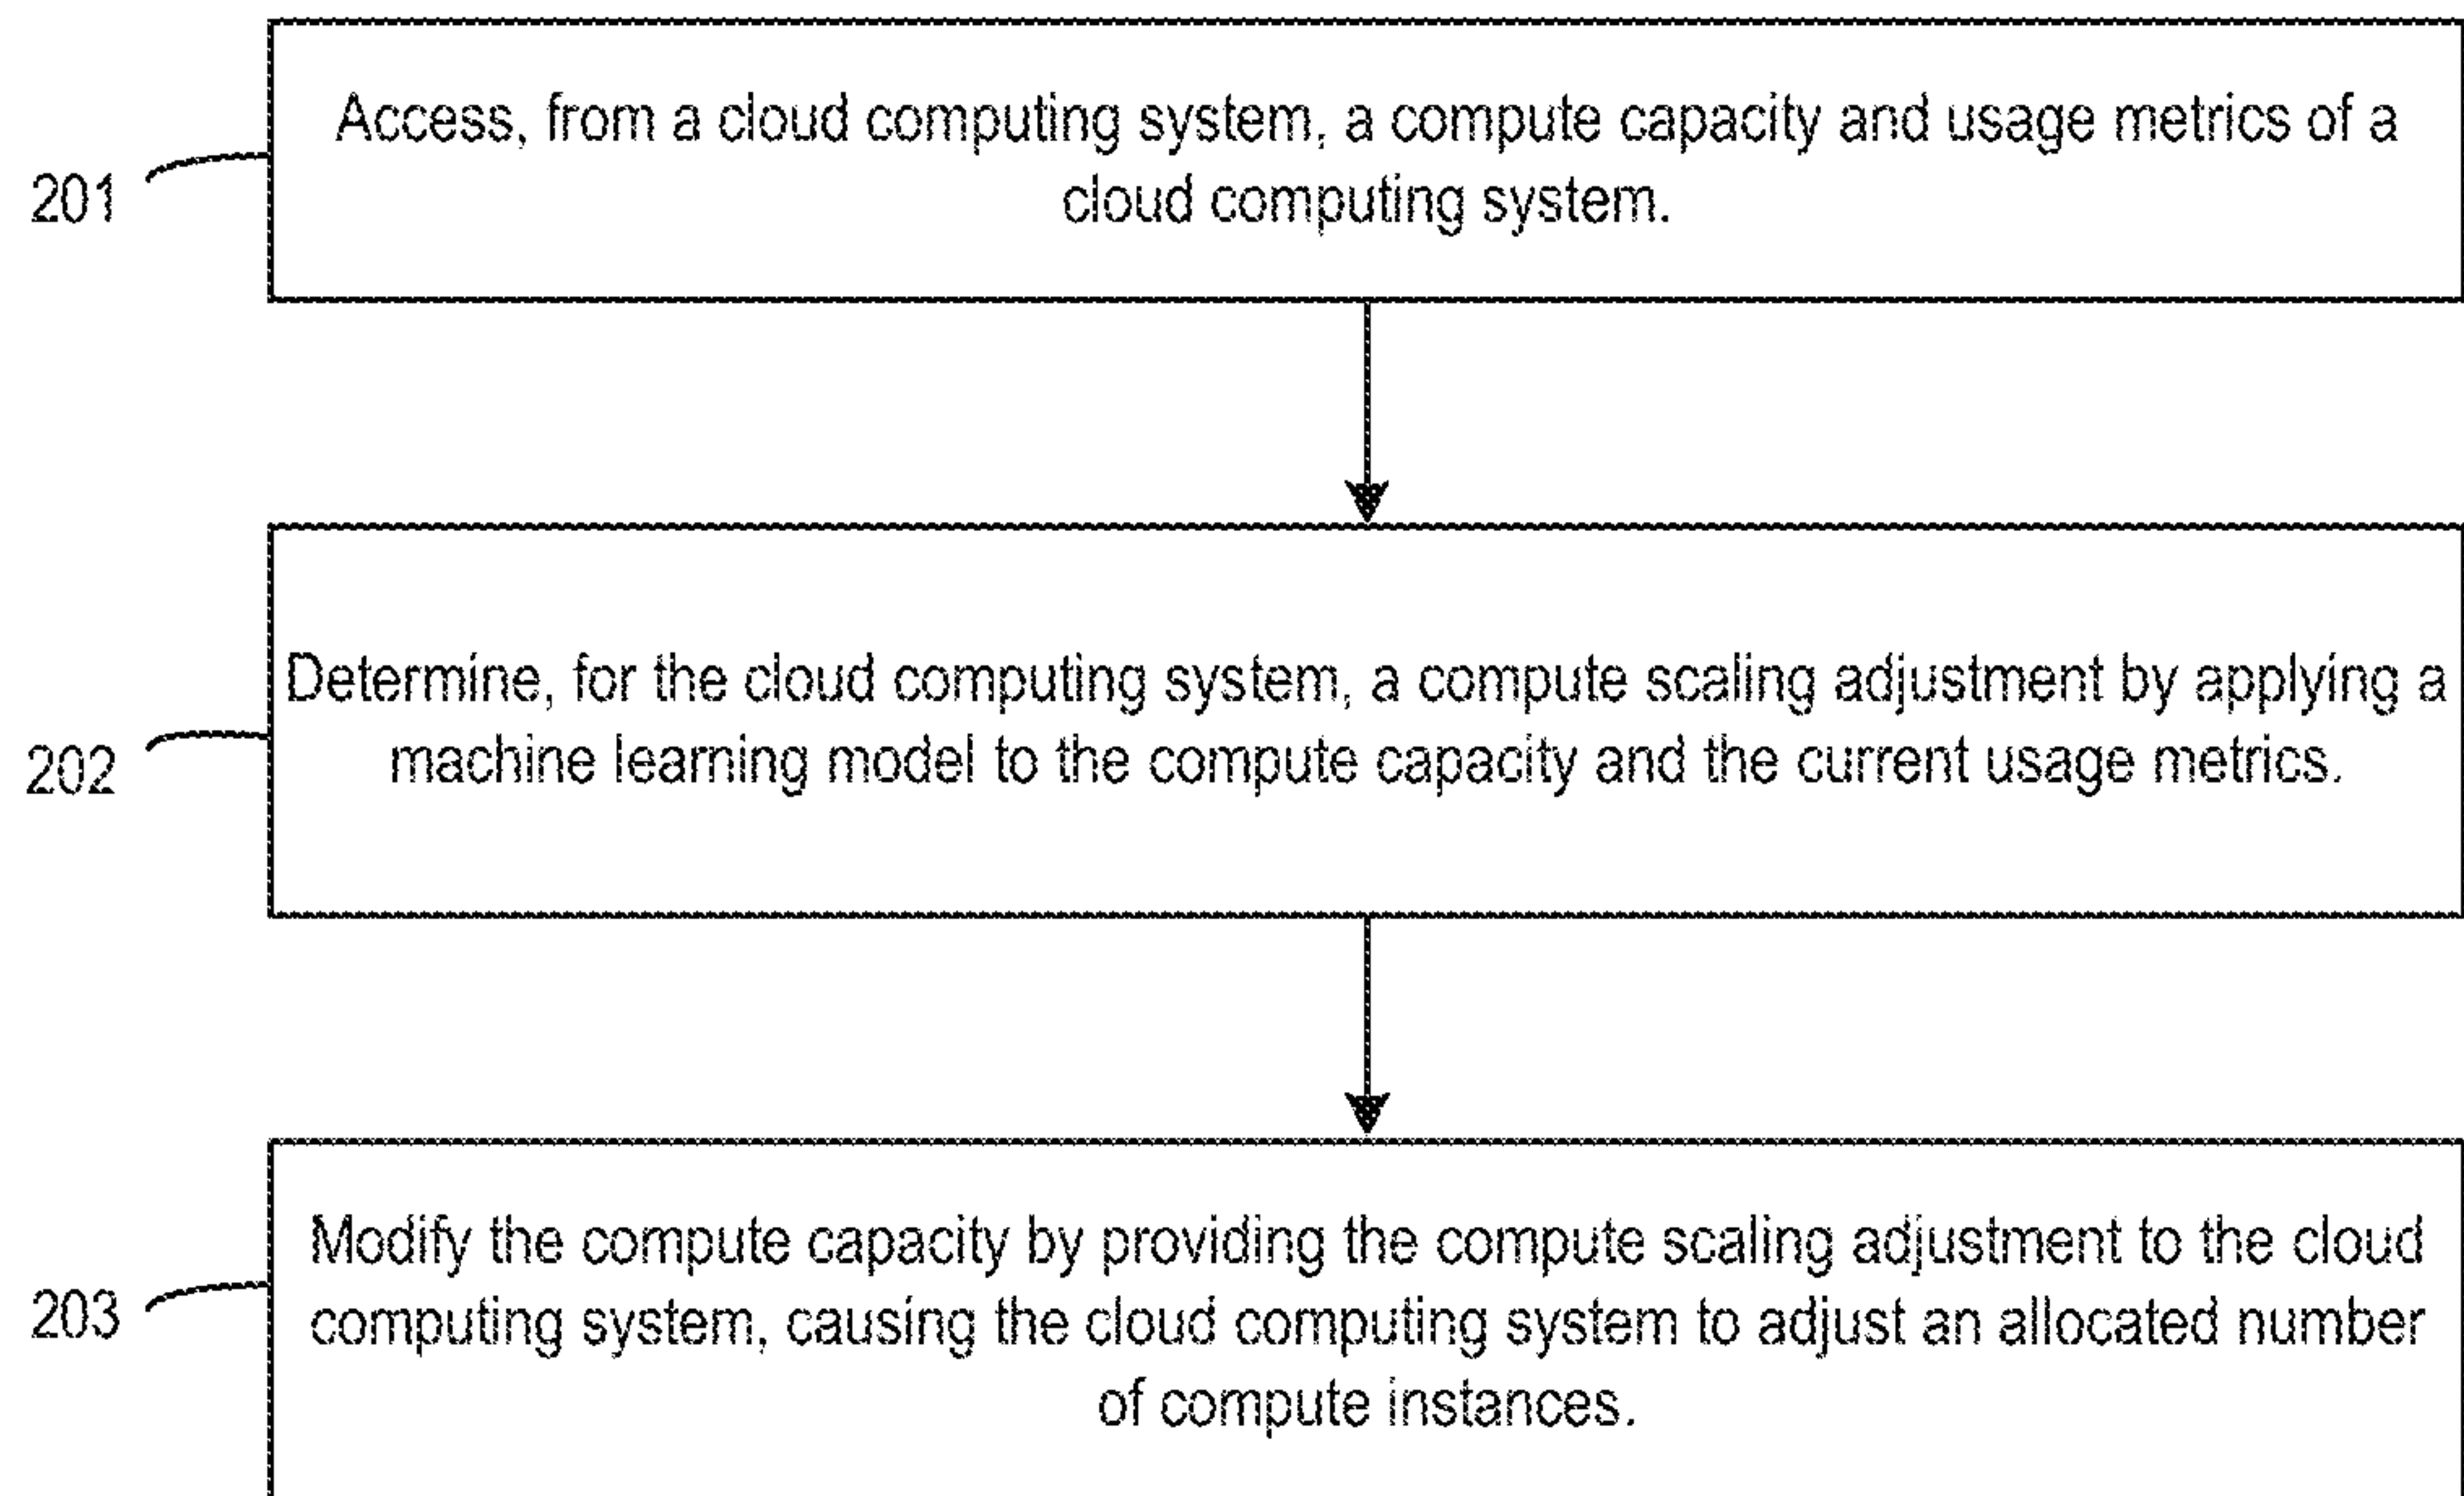 Access, from a cloud computing system, a compute capacity and usage metrics of a
cloud computing system.
201
Determine, for the cloud computing system, a compute scaling adjustment by applying a
machine learning model to the compute capacity and the current usage metrics.
202
Modify the compute capacity by providing the compute scaling adjustment to the cloud
computing system, causing the cloud computing system to adjust an allocated number
of compute instances.
203